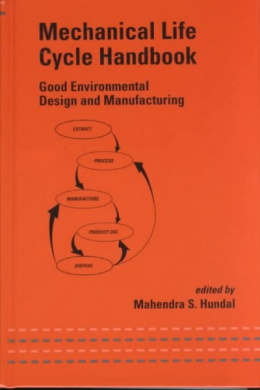 Mechanical Life
Cycle Handbook
Good Environmental
Design and Manufacturing
EXTRACT
PROCESS
MANUFACTURE
PRODUCT USE
DISPOSE
edited by
Mahendra S. Hundal